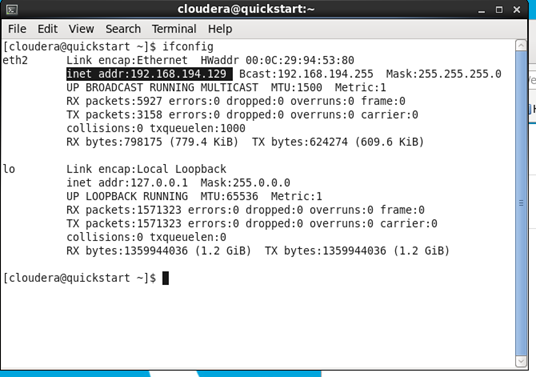 cloudera@quickstart:~
File Edit View Search Terminal Help
[cloudera@quickstart ~]$ ifconfig
eth2 Link encap:Ethernet HWaddr 00:0C:29:94:53:80
inet addr:192.168.194.129 Bcast:192.168.194.255 Mask:255.255.255.0
UP BROADCAST RUNNING MULTICAST MTU:1500 Metric:1
RX packets:5927 errors:0 dropped:0 overruns:0 frame:0
TX packets:3158 errors:0 dropped:0 overruns:0 carrier:0
collisions:0 txqueuelen:1000
RX bytes:798175 (779.4 KiB) TX bytes:624274 (609.6 KiB)
lo Link encap:Local Loopback
inet addr:127.0.0.1 Mask:255.0.0.0
UP LOOPBACK RUNNING MTU:65536 Metric:1
RX packets:1571323 errors:0 dropped:0 overruns:0 frame:0
TX packets:1571323 errors:0 dropped:0 overruns:0 carrier:0
collisions:0 txqueuelen:0
RX bytes:1359944036 (1.2 GiB) TX bytes:1359944036 (1.2 GiB)
[cloudera@quickstart ~]$